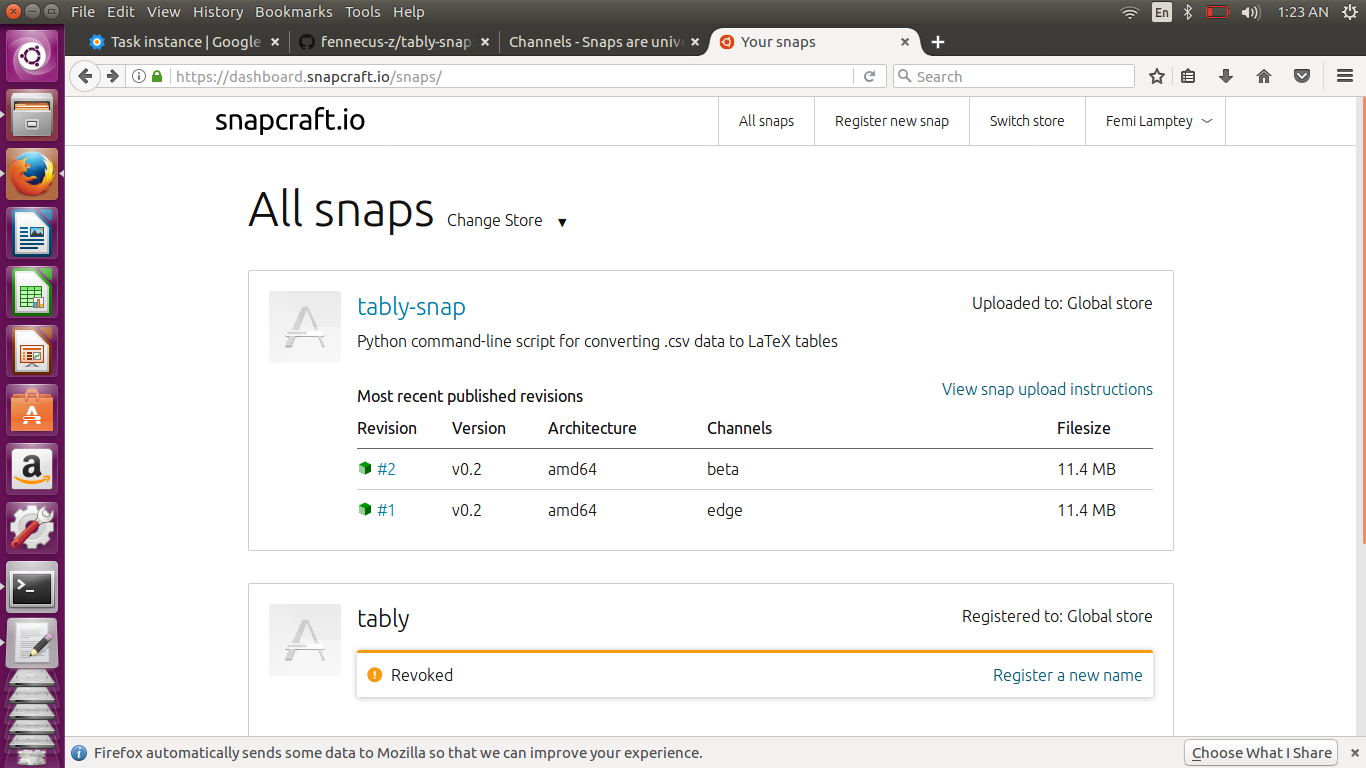 File Edit View History Bookmarks Tools Help
En
1:23 AN
Task instance | Google
fennecus-z/tably-snap
Channels - Snaps are univ
Your snaps
https://dashboard.snapcraft.io/snaps/
Search
snapcraft.io
All snaps
Register new snap
Switch store
Femi Lamptey
All snaps
Change Store
tably-snap
Uploaded to: Global store
Python command-line script for converting .csv data to LaTeX tables
Most recent published revisions
View snap upload instructions
Revision Version Architecture Channels Filesize
#2 v0.2 amd64 beta 11.4 MB
#1 v0.2 amd64 edge 11.4 MB
tably
Registered to: Global store
Revoked
Register a new name
Firefox automatically sends some data to Mozilla so that we can improve your experience.
Choose What I Share